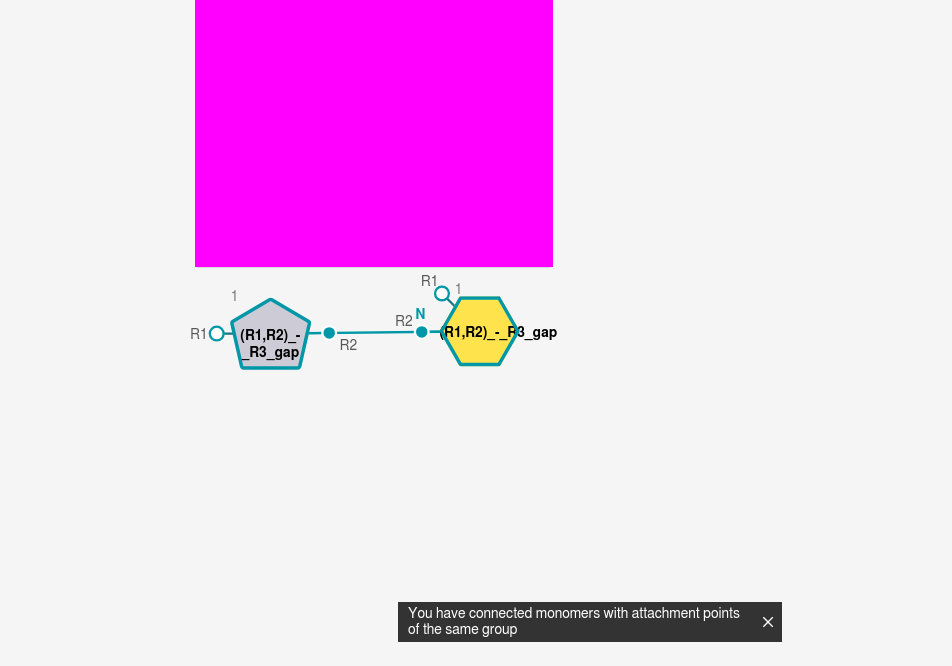 R1
1
1
N
R2
R1
(R1,R2)_-
_R3_gap
R2
(R1,R2)_-_R3_gap
You have connected monomers with attachment points
of the same group